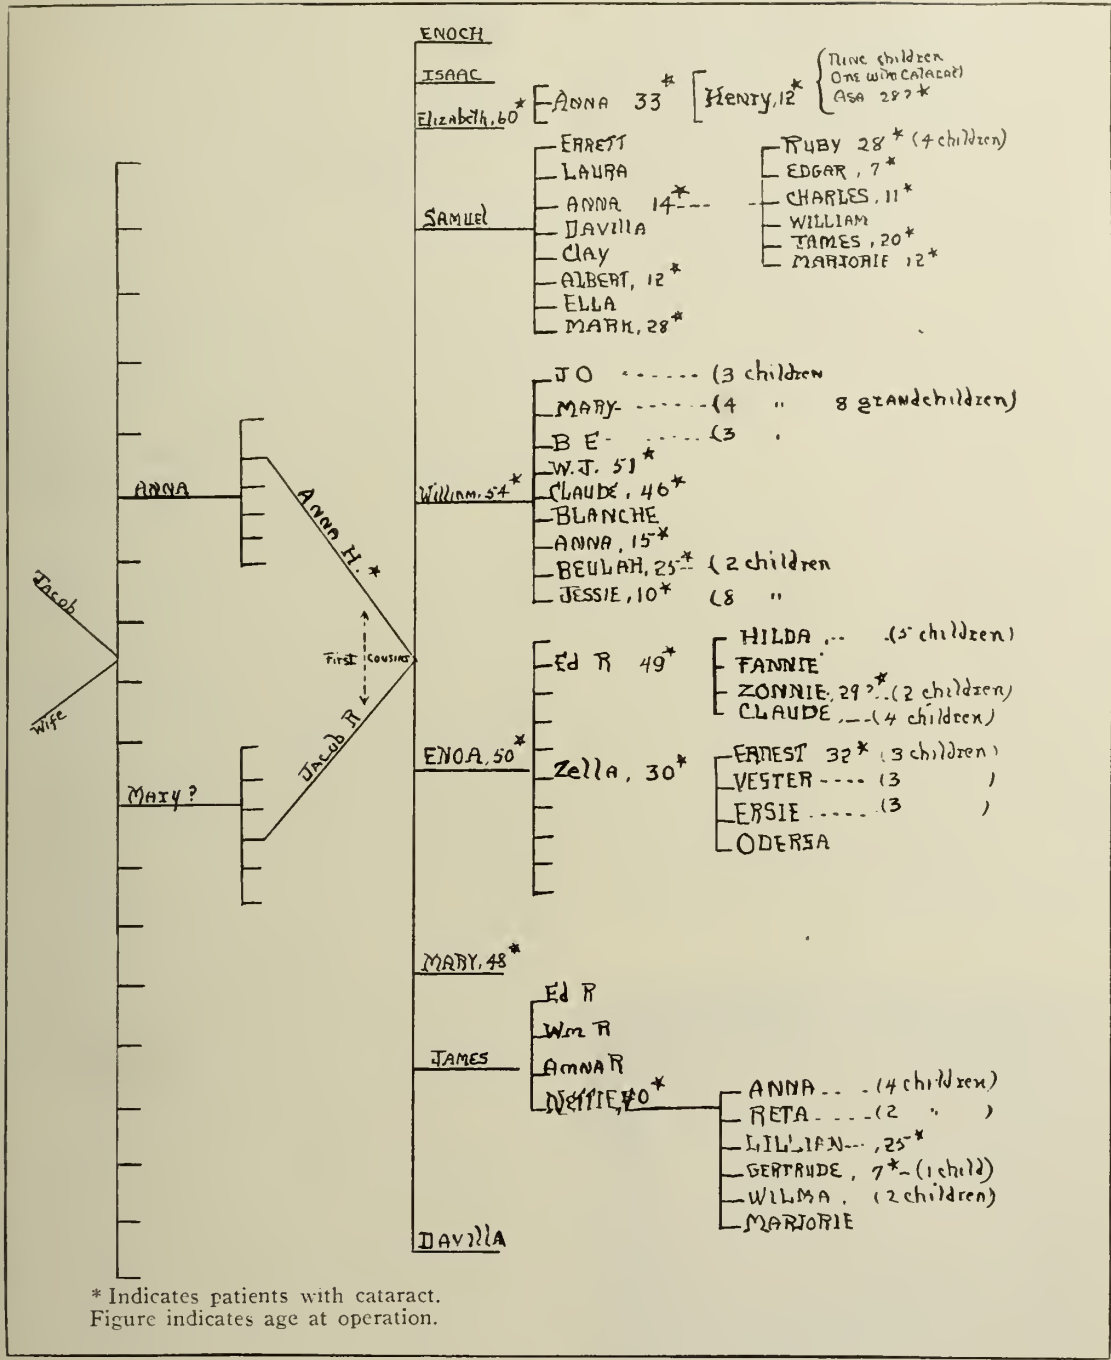 Jacob
Wife
ANNA
Mary?
ANNA H. *
First Cousins
Jacob R
ENOCH
ISAAC
Elizabeth, 60*
ANNA 33*
Henry, 12*
Nine children
One with CATARACT
ASA 28?*
SAMUEL
ERRETT
LAURA
ANNA 14*---
DAVILLA
CLAY
ALBERT, 12*
ELLA
MARK, 28*
RUBY 28* (4 children)
EDGAR, 7*
CHARLES, 11*
WILLIAM
JAMES, 20*
MARJORIE 12*
William, 54*
JO ------ (3 children
MARY- ------ (4 " 8 grandchildren)
B E- ----- (3 "
W.J. 51*
CLAUDE, 46*
BLANCHE
ANNA, 15*
BEULAH, 25*-- (2 children
JESSIE, 10* (8 "
ENOA, 50*
Ed R 49*
HILDA .-- .(5 children)
FANNIE
ZONNIE, 29?*..(2 children)
CLAUDE.---(4 children)
Zella, 30*
ERNEST 32* (3 children)
VESTER ---- (3 )
ERSIE ----- (3 )
ODERSA
MARY, 48*
JAMES
Ed R
Wm R
AnnA R
NETTIE, 40*
ANNA.-- .(4 children)
RETA.----(2 " )
LILLIAN---,25*
GERTRUDE, 7*-(1 child)
WILMA. (2 children)
MARJORIE
DAVILLA
* Indicates patients with cataract.
Figure indicates age at operation.